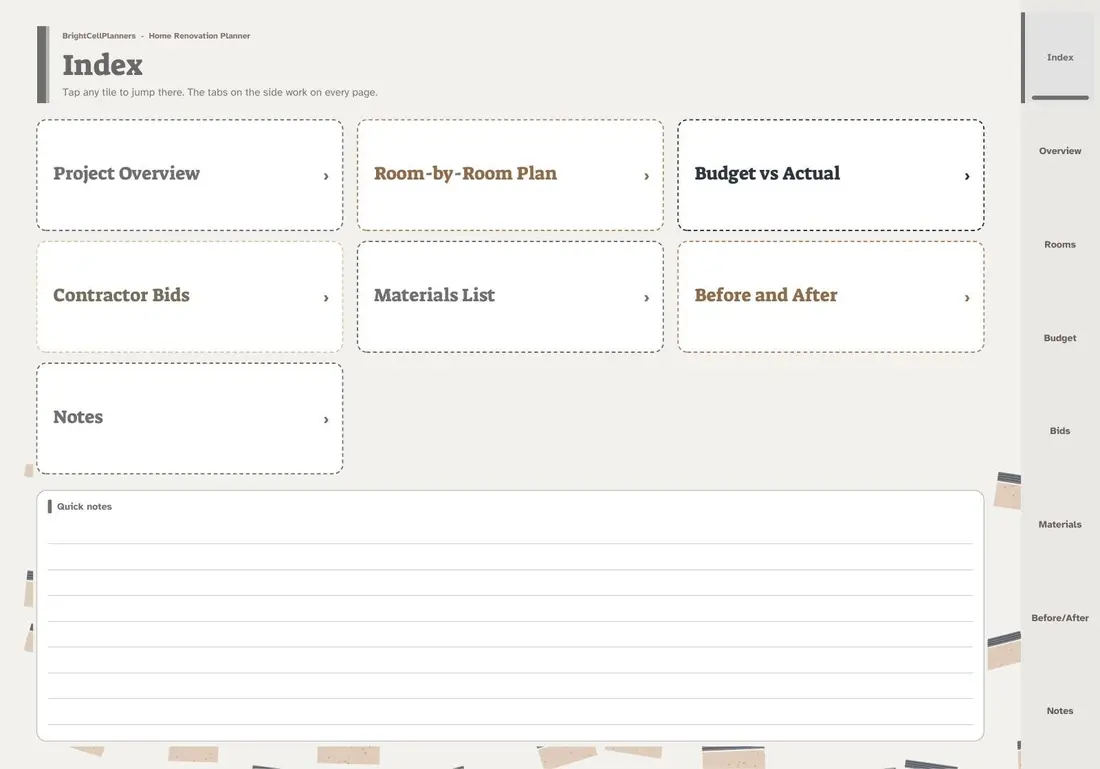 BrightCellPlanners - Home Renovation Planner
Index
Tap any tile to jump there. The tabs on the side work on every page.
Project Overview ›
Room-by-Room Plan ›
Budget vs Actual ›
Contractor Bids ›
Materials List ›
Before and After ›
Notes ›
Quick notes
Index
Overview
Rooms
Budget
Bids
Materials
Before/After
Notes